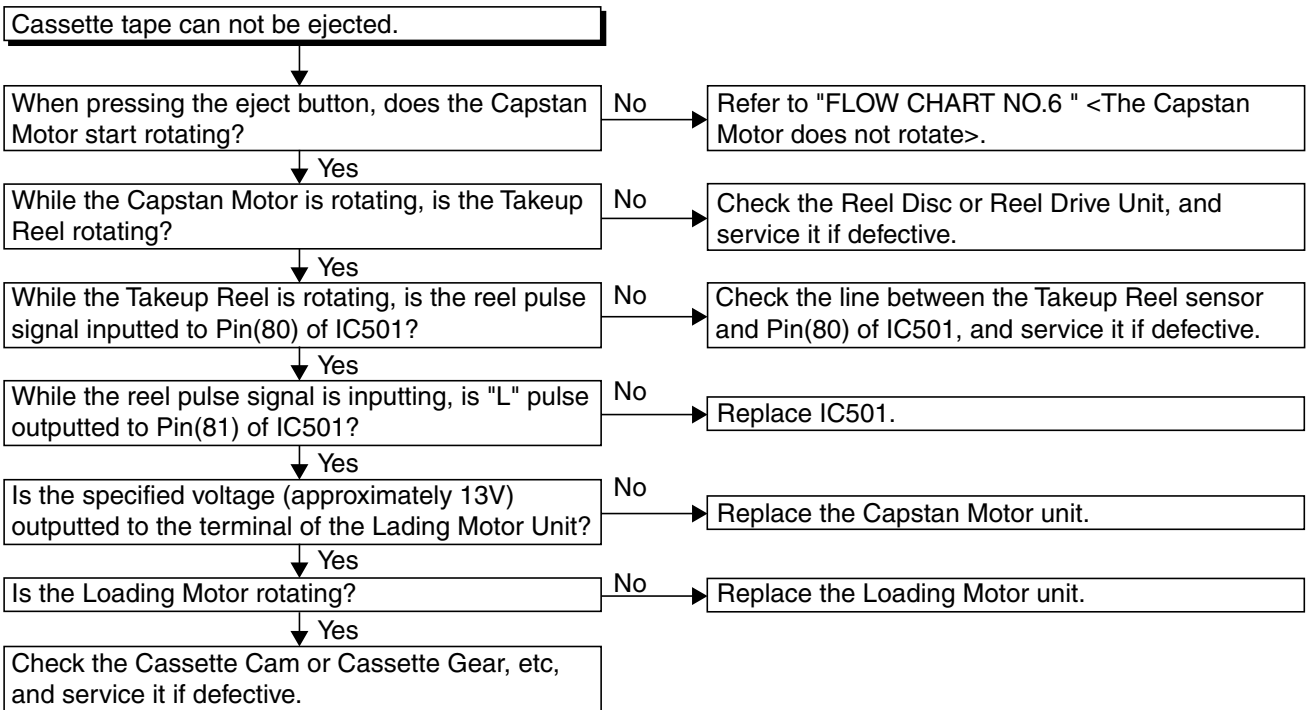 Cassette tape can not be ejected.
When pressing the eject button, does the Capstan
Motor start rotating?
No
Refer to "FLOW CHART NO.6 " <The Capstan
Motor does not rotate>.
Yes
While the Capstan Motor is rotating, is the Takeup
Reel rotating?
No
Check the Reel Disc or Reel Drive Unit, and
service it if defective.
Yes
While the Takeup Reel is rotating, is the reel pulse
signal inputted to Pin(80) of IC501?
No
Check the line between the Takeup Reel sensor
and Pin(80) of IC501, and service it if defective.
Yes
While the reel pulse signal is inputting, is "L" pulse
outputted to Pin(81) of IC501?
No
Replace IC501.
Yes
Is the specified voltage (approximately 13V)
outputted to the terminal of the Lading Motor Unit?
No
Replace the Capstan Motor unit.
Yes
Is the Loading Motor rotating?
No
Replace the Loading Motor unit.
Yes
Check the Cassette Cam or Cassette Gear, etc,
and service it if defective.